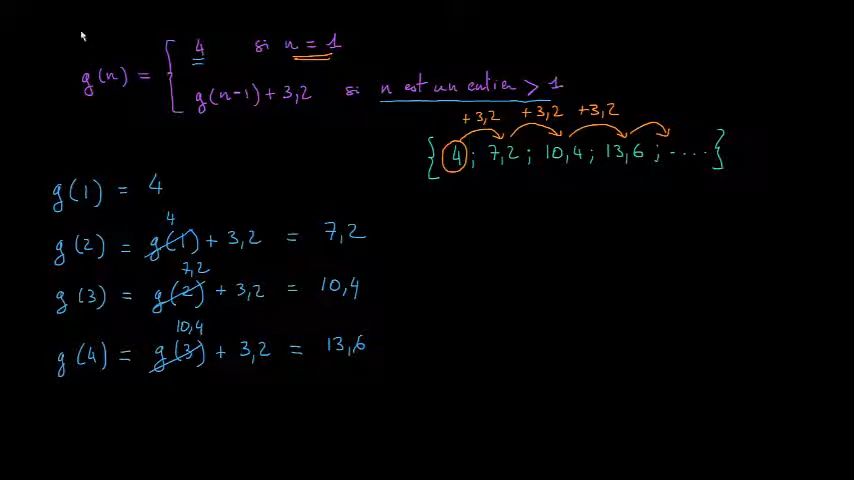 g(n) = { 4 si n = 1
g(n-1) + 3,2 si n est un entier > 1
+3,2 +3,2 +3,2
{ 4 ; 7,2 ; 10,4 ; 13,6 ; ..... }
g(1) = 4
4
g(2) = g(1) + 3,2 = 7,2
7,2
g(3) = g(2) + 3,2 = 10,4
10,4
g(4) = g(3) + 3,2 = 13,6